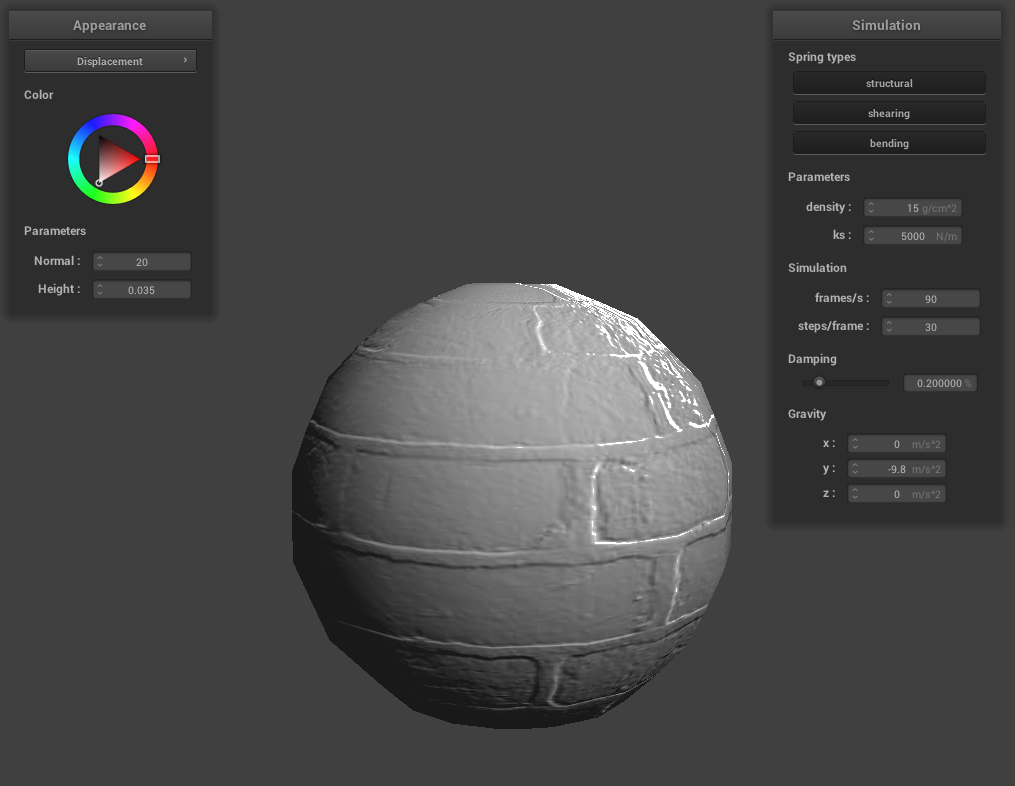 Appearance
Displacement ›
Color
Parameters
Normal : 20
Height : 0.035
Simulation
Spring types
structural
shearing
bending
Parameters
density : 15 g/cm^2
ks : 5000 N/m
Simulation
frames/s : 90
steps/frame : 30
Damping
0.200000 %
Gravity
x : 0 m/s^2
y : -9.8 m/s^2
z : 0 m/s^2